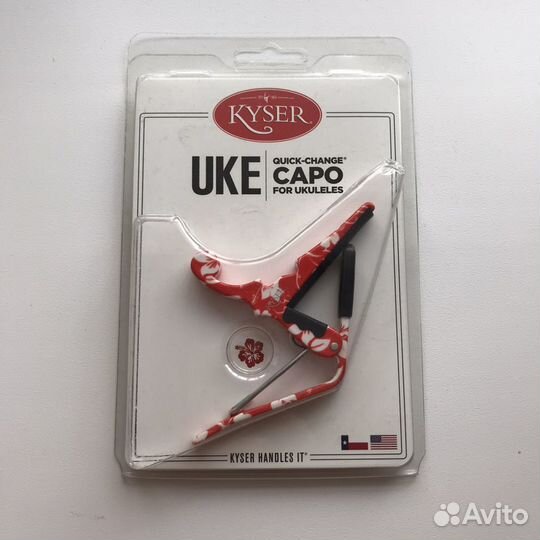 KYSER®
UKE
QUICK-CHANGE®
CAPO
FOR UKULELES
KYSER HANDLES IT®
Avito